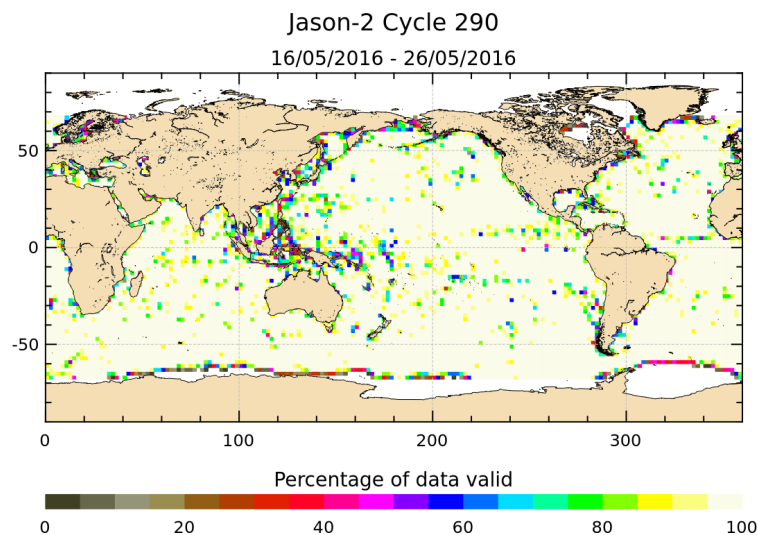 Jason-2 Cycle 290
16/05/2016 - 26/05/2016
50
0
-50
0 100 200 300
Percentage of data valid
0 20 40 60 80 100